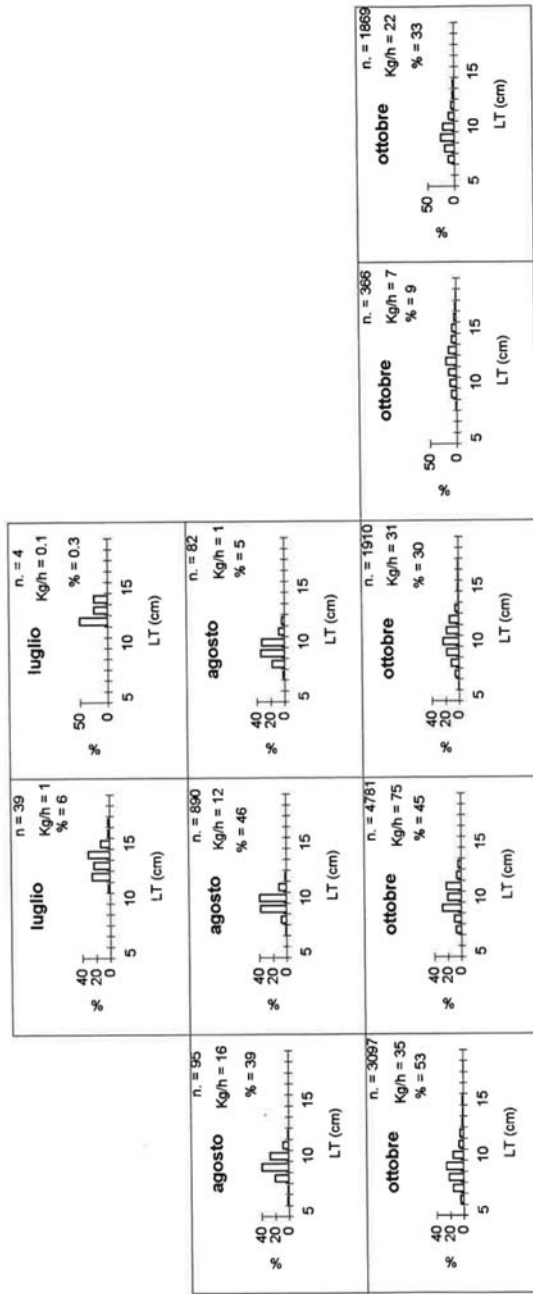 n = 39
luglio
Kg/h = 1
% = 6
%
40
20
0
5
10
15
LT (cm)
n. = 4
luglio
Kg/h = 0.1
% = 0.3
%
50
0
5
10
15
LT (cm)
n. = 95
agosto
Kg/h = 16
% = 39
%
40
20
0
5
10
15
LT (cm)
n. = 890
agosto
Kg/h = 12
% = 46
%
40
20
0
5
10
15
LT (cm)
n. = 82
agosto
Kg/h = 1
% = 5
%
40
20
0
5
10
15
LT (cm)
n. = 3097
ottobre
Kg/h = 35
% = 53
%
40
20
0
5
10
15
LT (cm)
n. = 4781
ottobre
Kg/h = 75
% = 45
%
40
20
0
5
10
15
LT (cm)
n. = 1910
ottobre
Kg/h = 31
% = 30
%
40
20
0
5
10
15
LT (cm)
n. = 366
ottobre
Kg/h = 7
% = 9
%
50
0
5
10
15
LT (cm)
n. = 1869
ottobre
Kg/h = 22
% = 33
%
50
0
5
10
15
LT (cm)